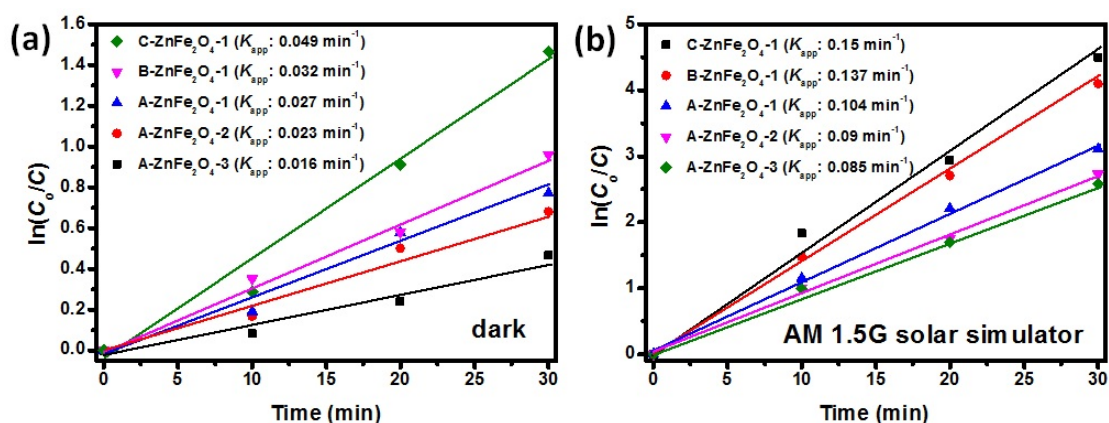 (a)
C-ZnFe₂O₄-1 (Kapp: 0.049 min⁻¹)
B-ZnFe₂O₄-1 (Kapp: 0.032 min⁻¹)
A-ZnFe₂O₄-1 (Kapp: 0.027 min⁻¹)
A-ZnFe₂O₄-2 (Kapp: 0.023 min⁻¹)
A-ZnFe₂O₄-3 (Kapp: 0.016 min⁻¹)
ln(Co/C)
1.6
1.4
1.2
1.0
0.8
0.6
0.4
0.2
0.0
dark
0 5 10 15 20 25 30
Time (min)
(b)
C-ZnFe₂O₄-1 (Kapp: 0.15 min⁻¹)
B-ZnFe₂O₄-1 (Kapp: 0.137 min⁻¹)
A-ZnFe₂O₄-1 (Kapp: 0.104 min⁻¹)
A-ZnFe₂O₄-2 (Kapp: 0.09 min⁻¹)
A-ZnFe₂O₄-3 (Kapp: 0.085 min⁻¹)
ln(Co/C)
5
4
3
2
1
0
AM 1.5G solar simulator
0 5 10 15 20 25 30
Time (min)